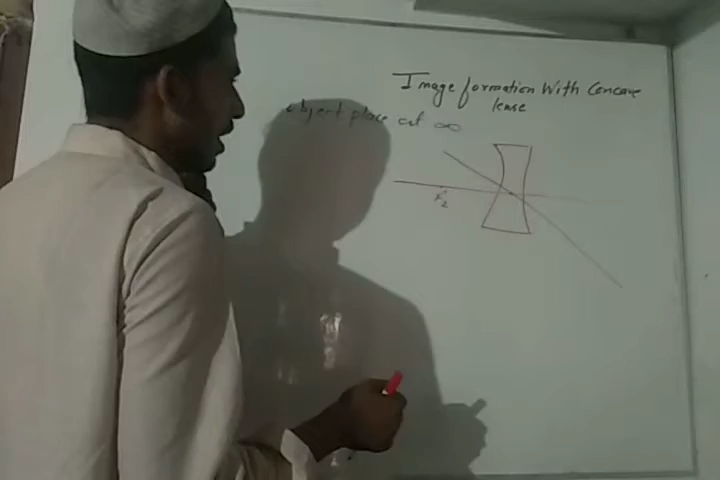 Image formation With Concave
lense
object place at ∞
F2